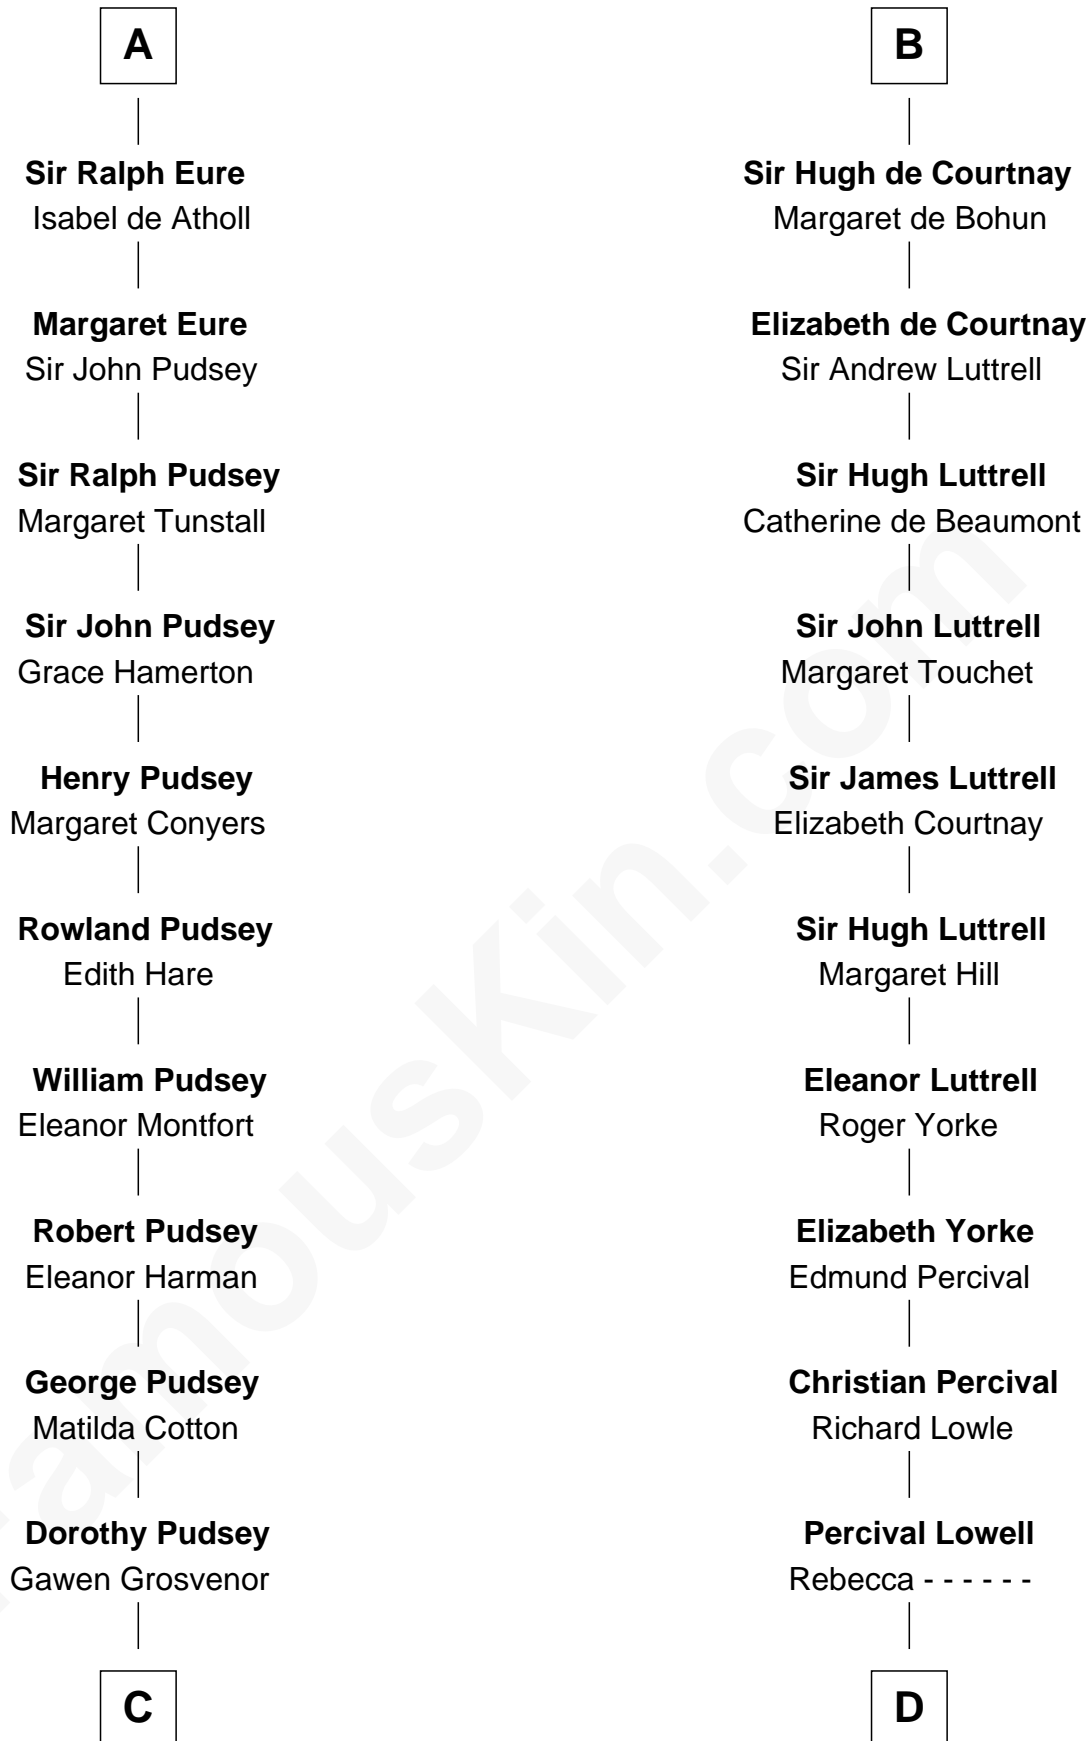 A
Sir Ralph Eure
Isabel de Atholl
Margaret Eure
Sir John Pudsey
Sir Ralph Pudsey
Margaret Tunstall
Sir John Pudsey
Grace Hamerton
Henry Pudsey
Margaret Conyers
Rowland Pudsey
Edith Hare
William Pudsey
Eleanor Montfort
Robert Pudsey
Eleanor Harman
George Pudsey
Matilda Cotton
Dorothy Pudsey
Gawen Grosvenor
C
B
Sir Hugh de Courtnay
Margaret de Bohun
Elizabeth de Courtnay
Sir Andrew Luttrell
Sir Hugh Luttrell
Catherine de Beaumont
Sir John Luttrell
Margaret Touchet
Sir James Luttrell
Elizabeth Courtnay
Sir Hugh Luttrell
Margaret Hill
Eleanor Luttrell
Roger Yorke
Elizabeth Yorke
Edmund Percival
Christian Percival
Richard Lowle
Percival Lowell
Rebecca - - - - - -
D
FamousKin.com